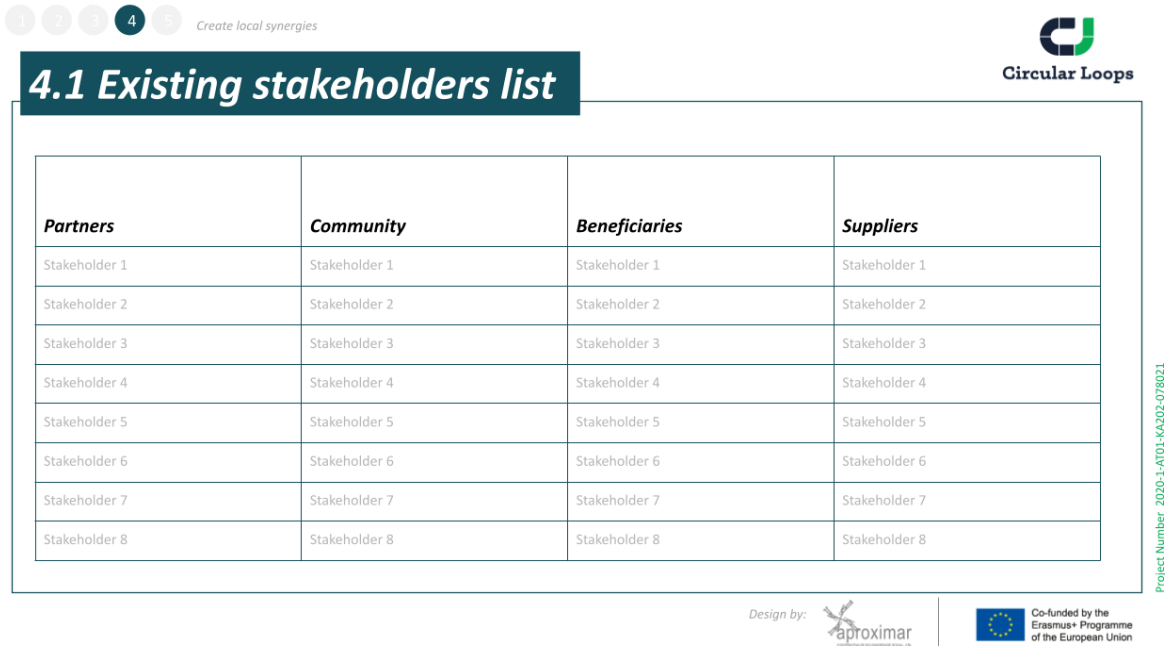 1 2 3 4 5 Create local synergies
Circular Loops
4.1 Existing stakeholders list
Partners Community Beneficiaries Suppliers
Stakeholder 1 Stakeholder 1 Stakeholder 1 Stakeholder 1
Stakeholder 2 Stakeholder 2 Stakeholder 2 Stakeholder 2
Stakeholder 3 Stakeholder 3 Stakeholder 3 Stakeholder 3
Stakeholder 4 Stakeholder 4 Stakeholder 4 Stakeholder 4
Stakeholder 5 Stakeholder 5 Stakeholder 5 Stakeholder 5
Stakeholder 6 Stakeholder 6 Stakeholder 6 Stakeholder 6
Stakeholder 7 Stakeholder 7 Stakeholder 7 Stakeholder 7
Stakeholder 8 Stakeholder 8 Stakeholder 8 Stakeholder 8
Project Number 2020-1-AT01-KA202-078021
Design by:
aproximar
Co-funded by the
Erasmus+ Programme
of the European Union